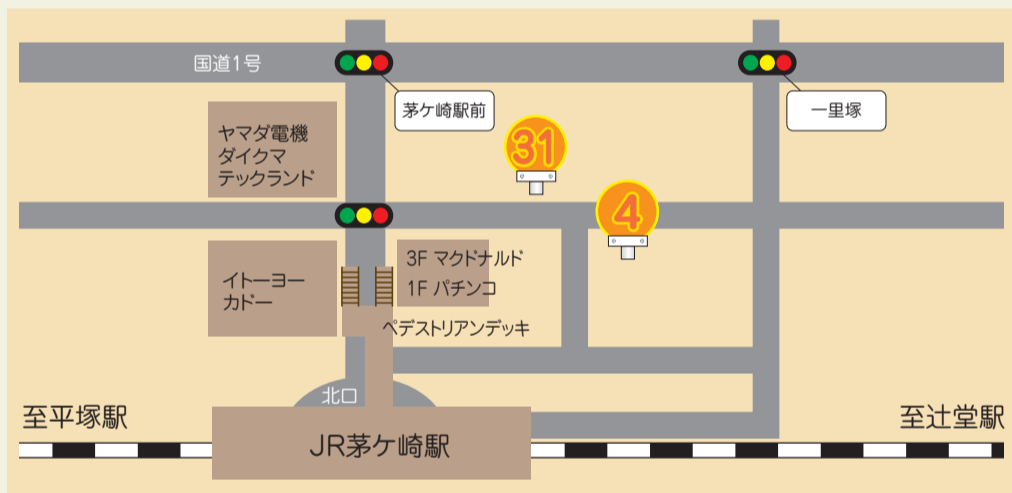 国道1号
茅ケ崎駅前
一里塚
ヤマダ電機
ダイクマ
テックランド
31
4
イトーヨー
カドー
3F マクドナルド
1F パチンコ
ペデストリアンデッキ
北口
至平塚駅
至辻堂駅
JR茅ケ崎駅